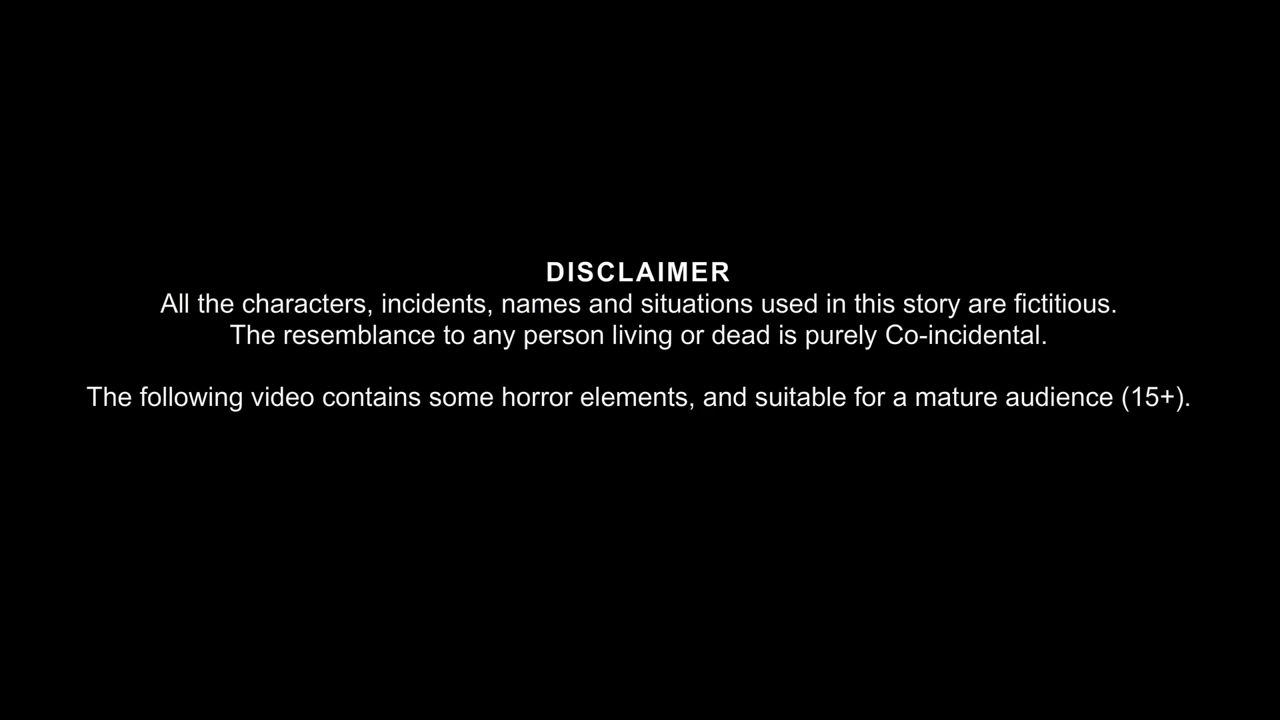 DISCLAIMER
All the characters, incidents, names and situations used in this story are fictitious.
The resemblance to any person living or dead is purely Co-incidental.
The following video contains some horror elements, and suitable for a mature audience (15+).